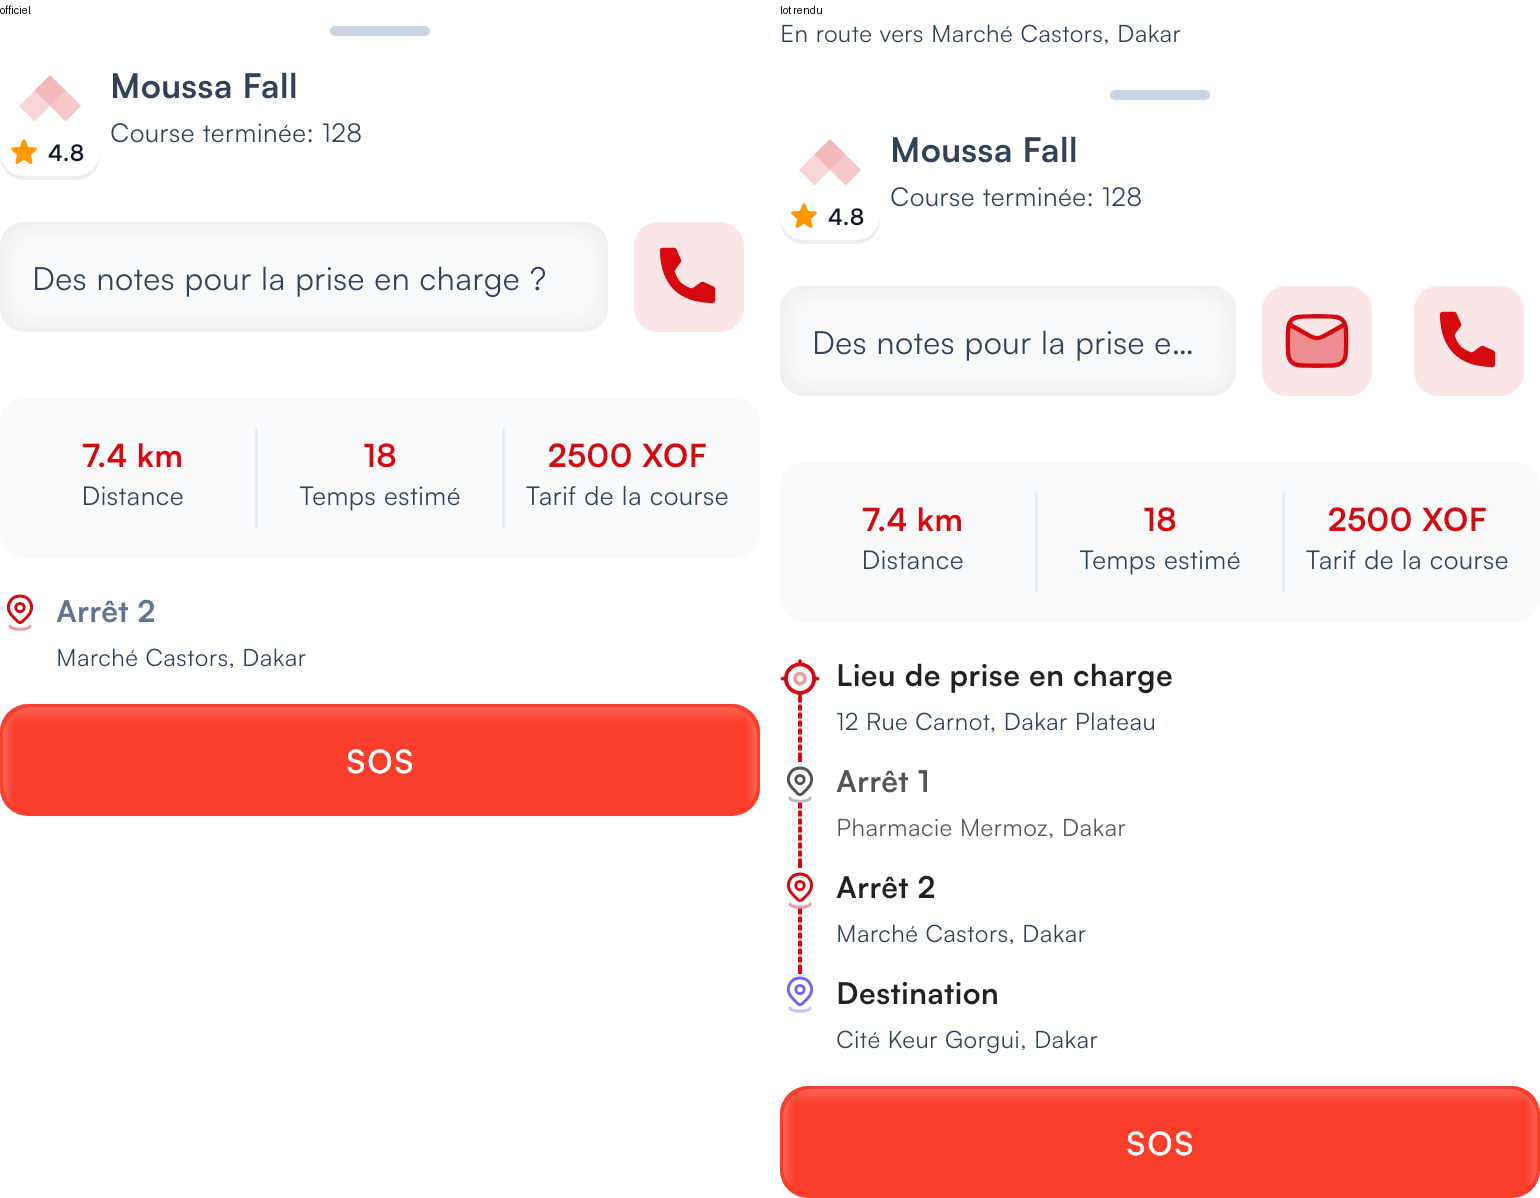 officiel
Moussa Fall
Course terminée: 128
4.8
Des notes pour la prise en charge ?
7.4 km
Distance
18
Temps estimé
2500 XOF
Tarif de la course
Arrêt 2
Marché Castors, Dakar
SOS
lot rendu
En route vers Marché Castors, Dakar
Moussa Fall
Course terminée: 128
4.8
Des notes pour la prise e...
7.4 km
Distance
18
Temps estimé
2500 XOF
Tarif de la course
Lieu de prise en charge
12 Rue Carnot, Dakar Plateau
Arrêt 1
Pharmacie Mermoz, Dakar
Arrêt 2
Marché Castors, Dakar
Destination
Cité Keur Gorgui, Dakar
SOS